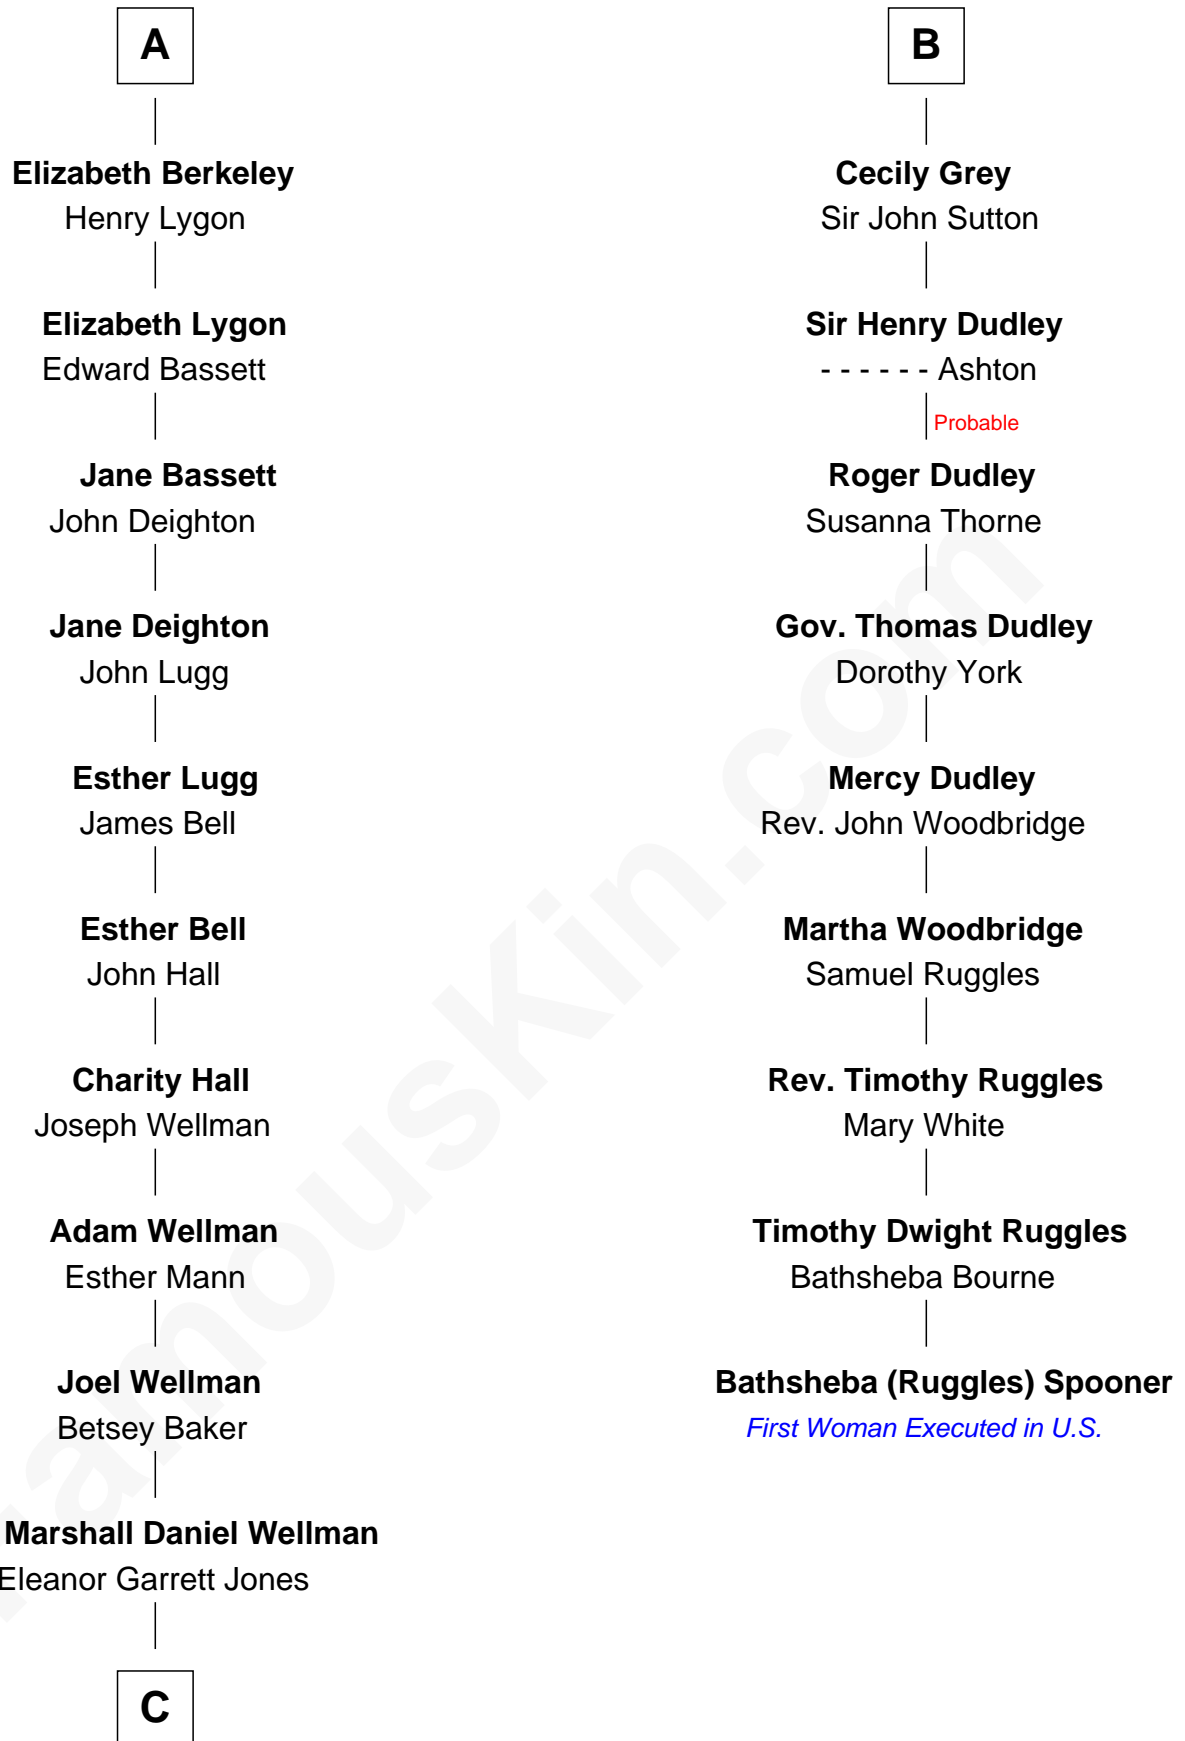 A
Elizabeth Berkeley
Henry Lygon
Elizabeth Lygon
Edward Bassett
Jane Bassett
John Deighton
Jane Deighton
John Lugg
Esther Lugg
James Bell
Esther Bell
John Hall
Charity Hall
Joseph Wellman
Adam Wellman
Esther Mann
Joel Wellman
Betsey Baker
Marshall Daniel Wellman
Eleanor Garrett Jones
C
B
Cecily Grey
Sir John Sutton
Sir Henry Dudley
- - - - - - Ashton
Probable
Roger Dudley
Susanna Thorne
Gov. Thomas Dudley
Dorothy York
Mercy Dudley
Rev. John Woodbridge
Martha Woodbridge
Samuel Ruggles
Rev. Timothy Ruggles
Mary White
Timothy Dwight Ruggles
Bathsheba Bourne
Bathsheba (Ruggles) Spooner
First Woman Executed in U.S.
FamousKin.com